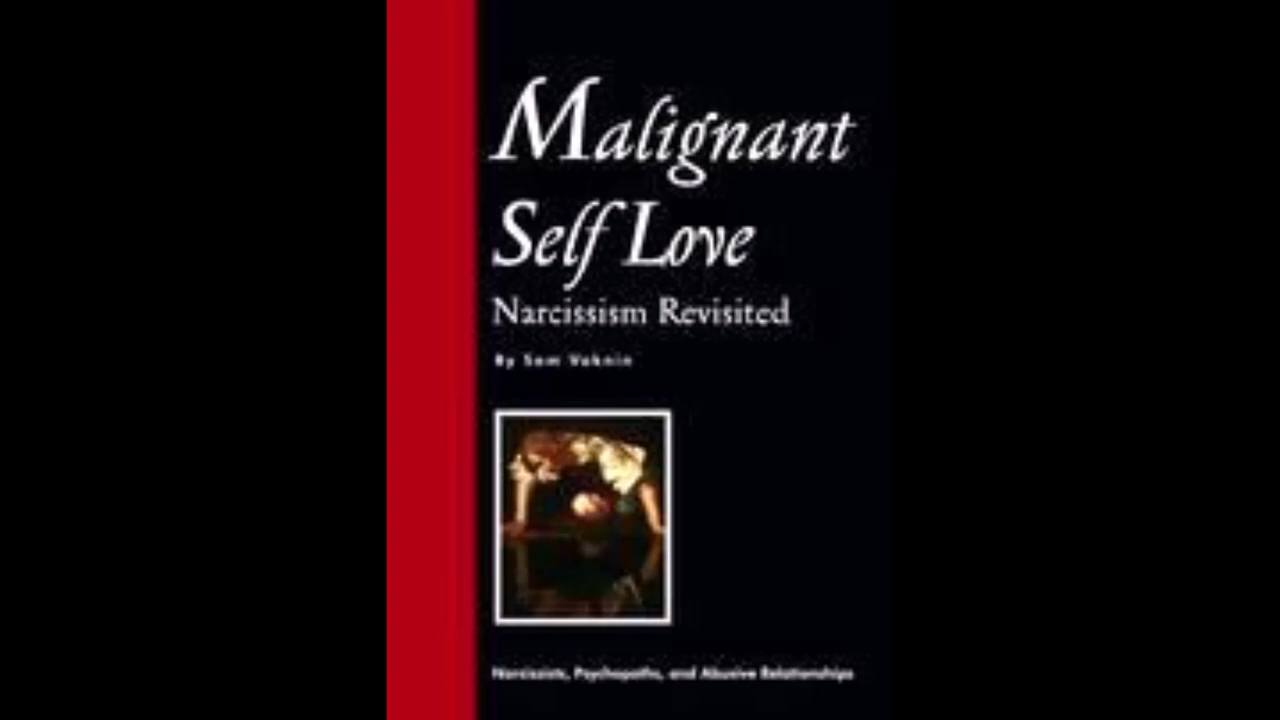 Malignant
Self Love
Narcissism Revisited
By Sam Vaknin
Narcissists, Psychopaths, and Abusive Relationships